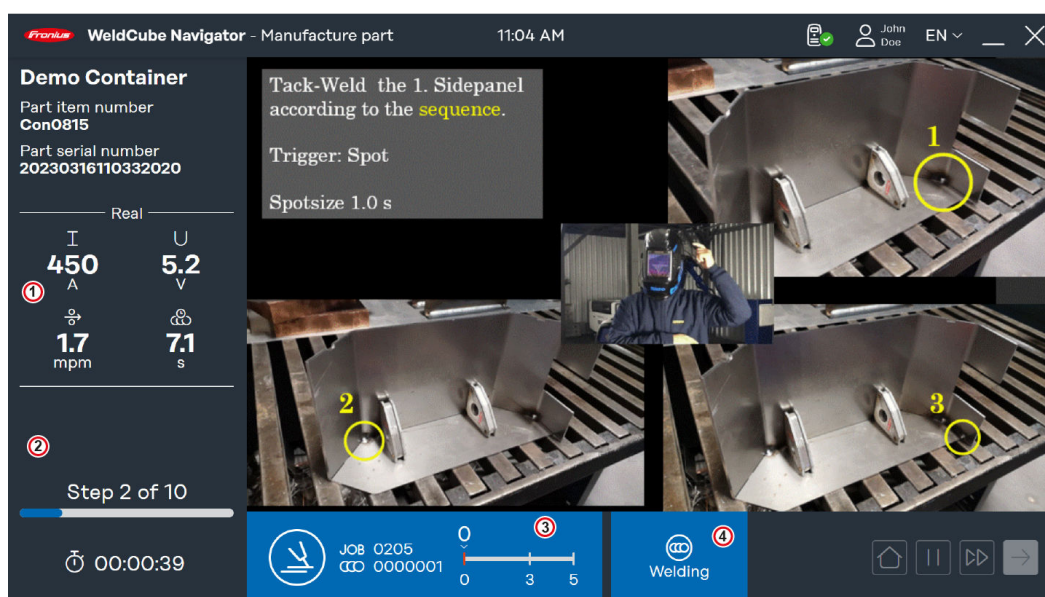 Fronius WeldCube Navigator - Manufacture part 11:04 AM John Doe EN
Demo Container
Part item number
Con0815
Part serial number
20230316110332020
Real
I U
450 5.2
A V
1
1.7 7.1
mpm s
2
Step 2 of 10
00:00:39
Tack-Weld the 1. Sidepanel
according to the sequence.
Trigger: Spot
Spotsize 1.0 s
1
2
3
JOB 0205
0000001
0
0 3 5
3
Welding
4